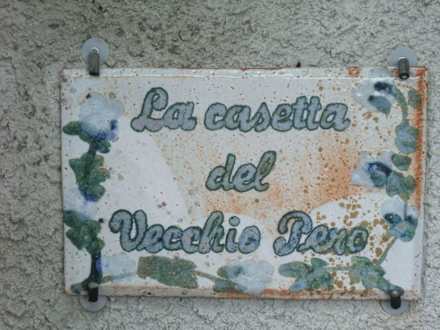 La casetta
del
Vecchio Pero